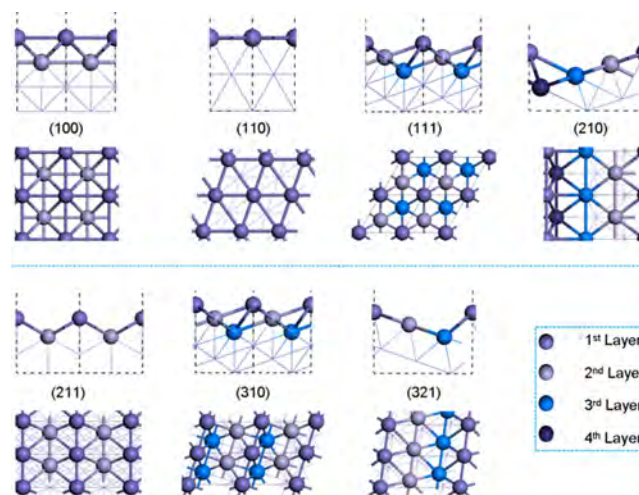 (100) (110) (111) (210)
(211) (310) (321)
1st Layer
2nd Layer
3rd Layer
4th Layer